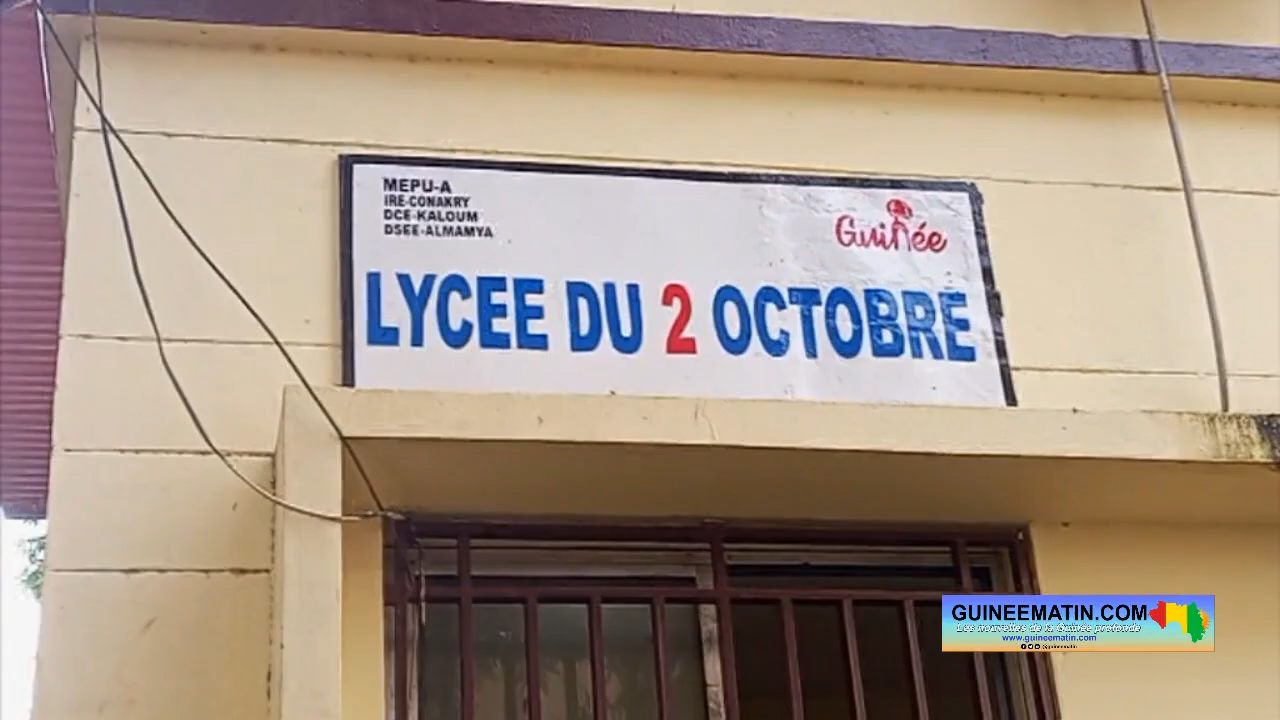 MEPU-A
IRE-CONAKRY
DCE-KALOUM
DSEE-ALMAMYA
Guinée
LYCEE DU 2 OCTOBRE
GUINEEMATIN.COM
Les nouvelles de la Guinée profonde
www.guineematin.com
@guineematin